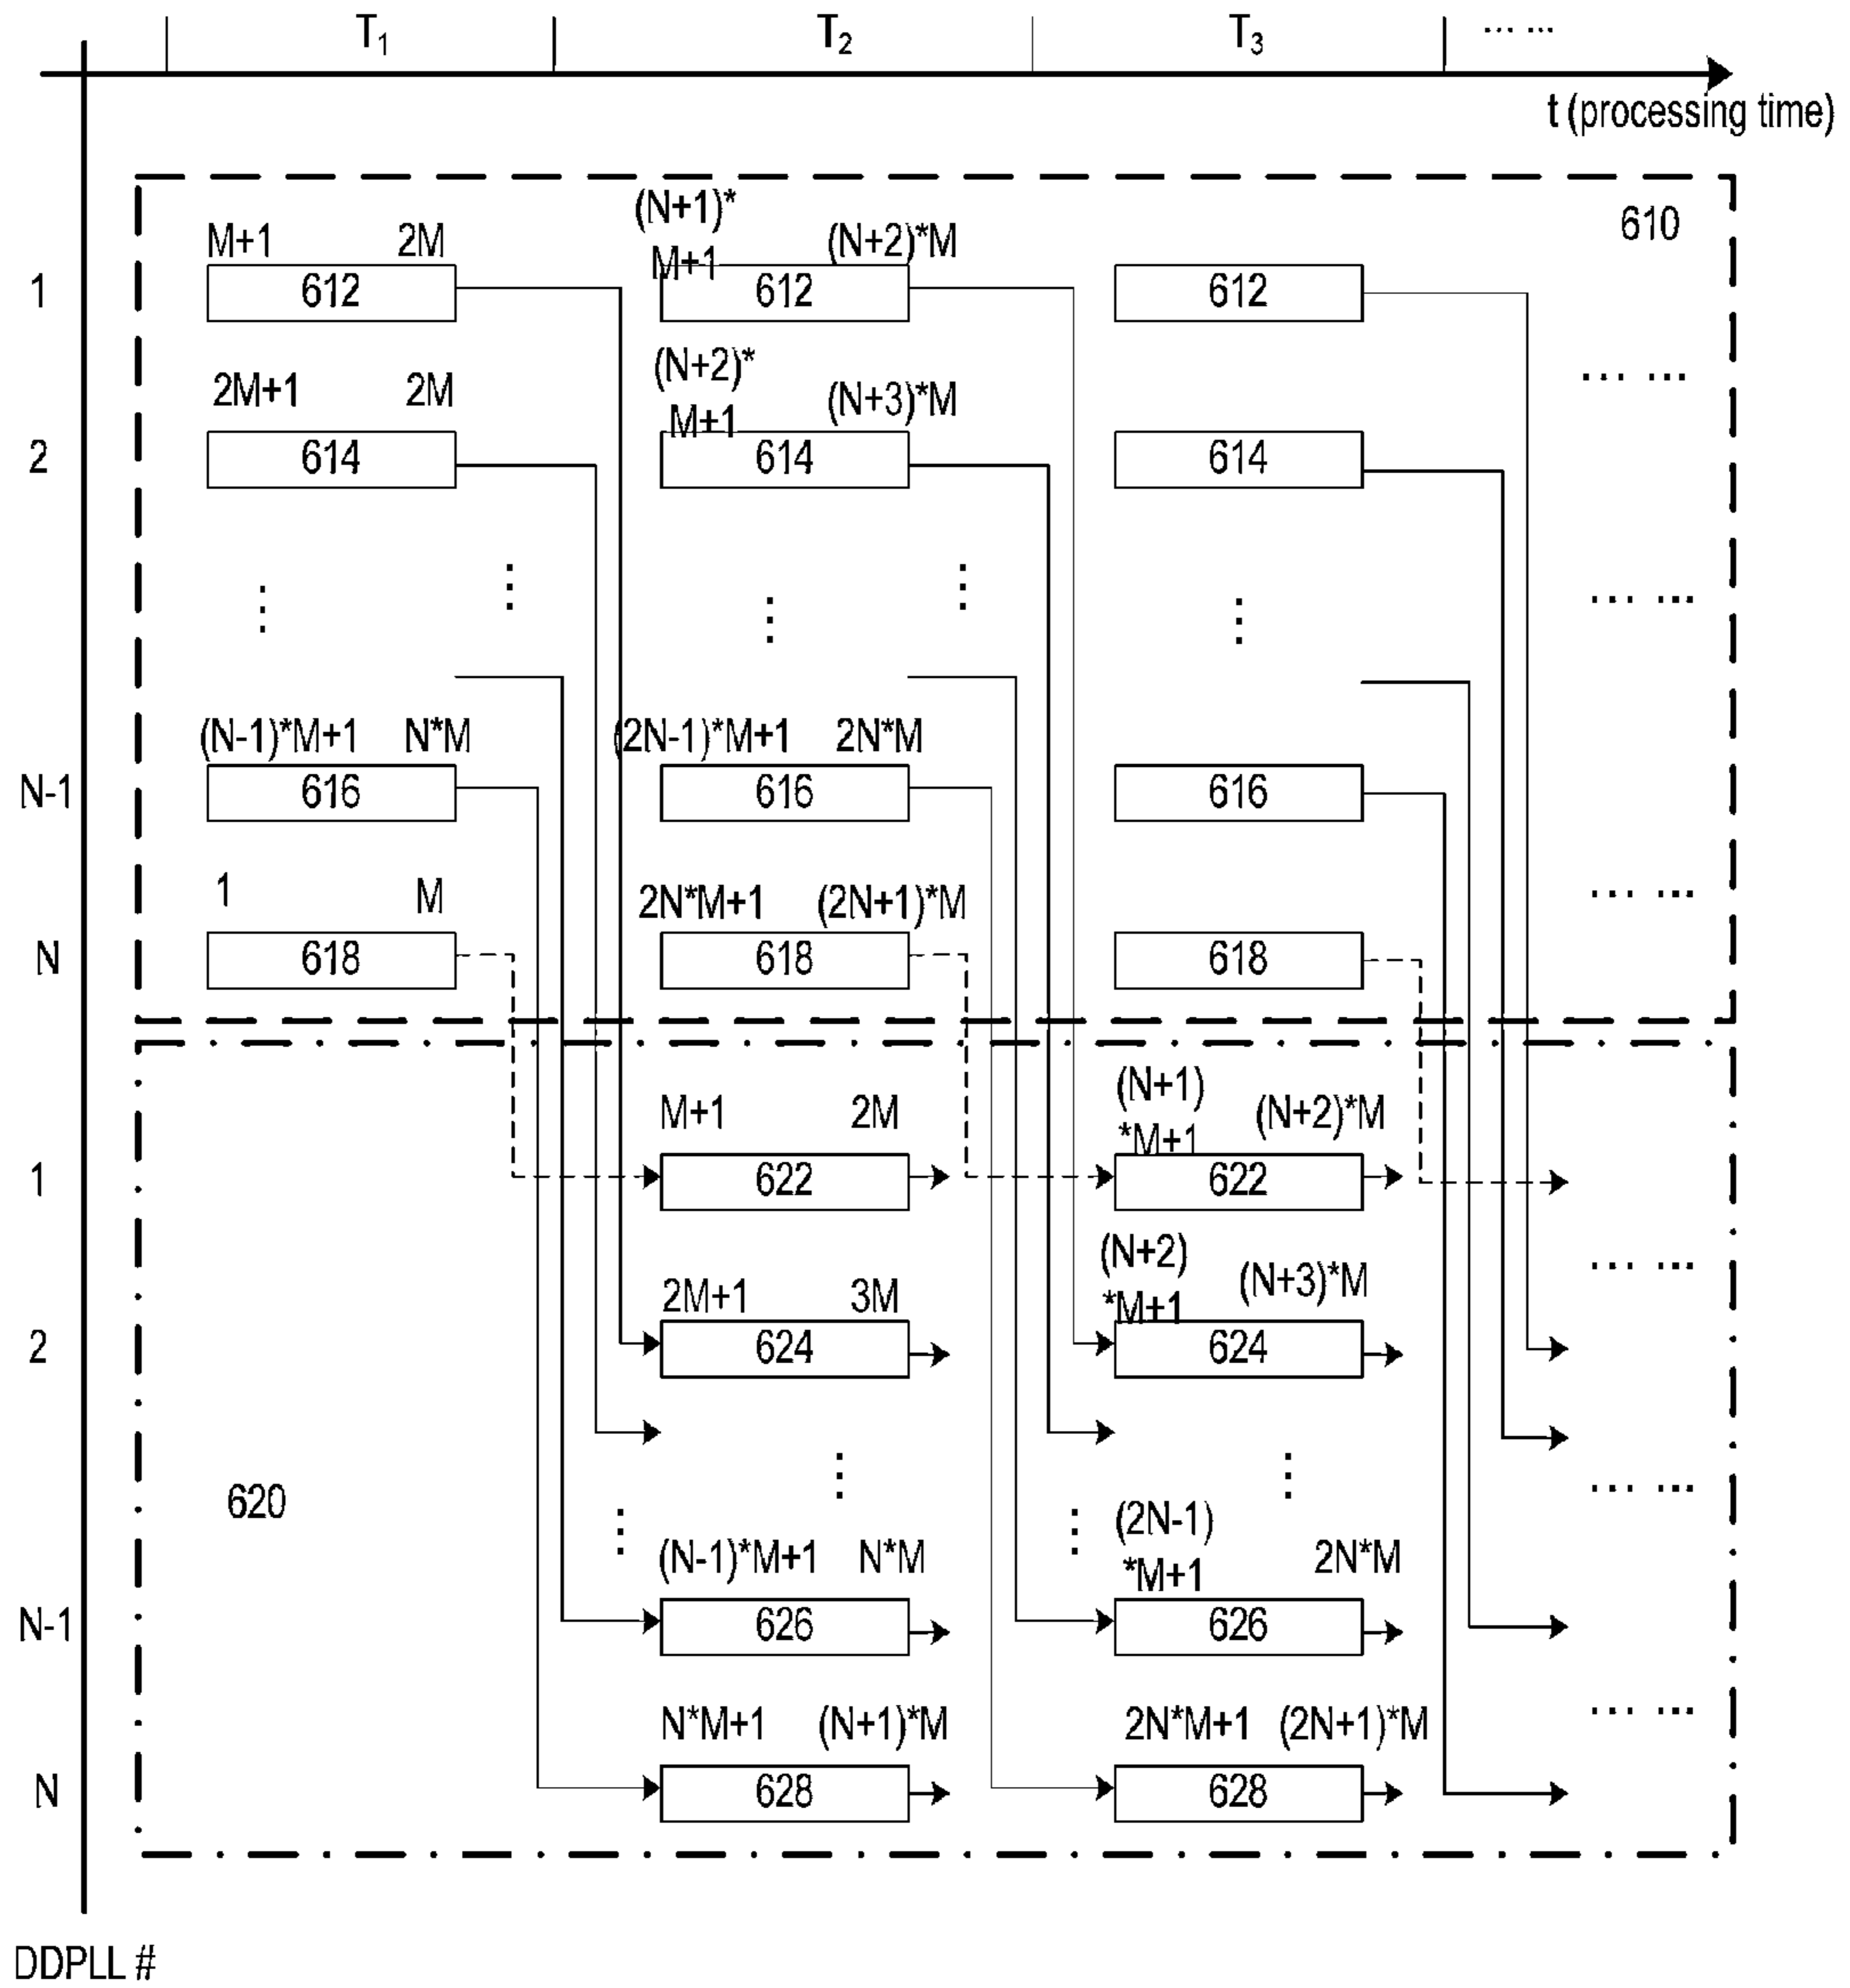 T₁ T₂ T₃ ... ...
t (processing time)
610
(N+1)*
M+1 2M M+1 (N+2)*M
1 612 612 612
(N+2)*
2M+1 2M M+1 (N+3)*M ... ...
2 614 614 614
... ...
(N-1)*M+1 N*M (2N-1)*M+1 2N*M
N-1 616 616 616
1 M 2N*M+1 (2N+1)*M ... ...
N 618 618 618
(N+1)
M+1 2M *M+1 (N+2)*M
1 622 622
(N+2)
2M+1 3M *M+1 (N+3)*M ... ...
2 624 624
620 ... ...
(2N-1)
(N-1)*M+1 N*M *M+1 2N*M
N-1 626 626
N*M+1 (N+1)*M 2N*M+1 (2N+1)*M ... ...
N 628 628
DDPLL #